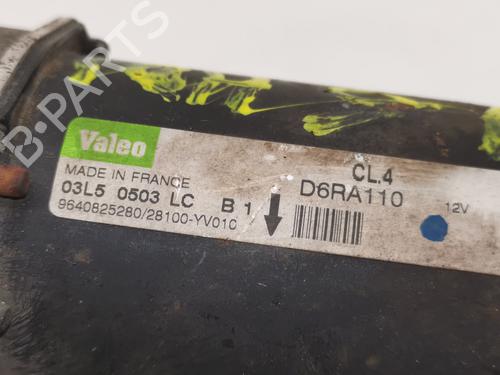 B-PARTS
Valeo
MADE IN FRANCE
03L5 0503 LC B 1
9640825280/28100-YV010
CL.4
D6RA110
12V